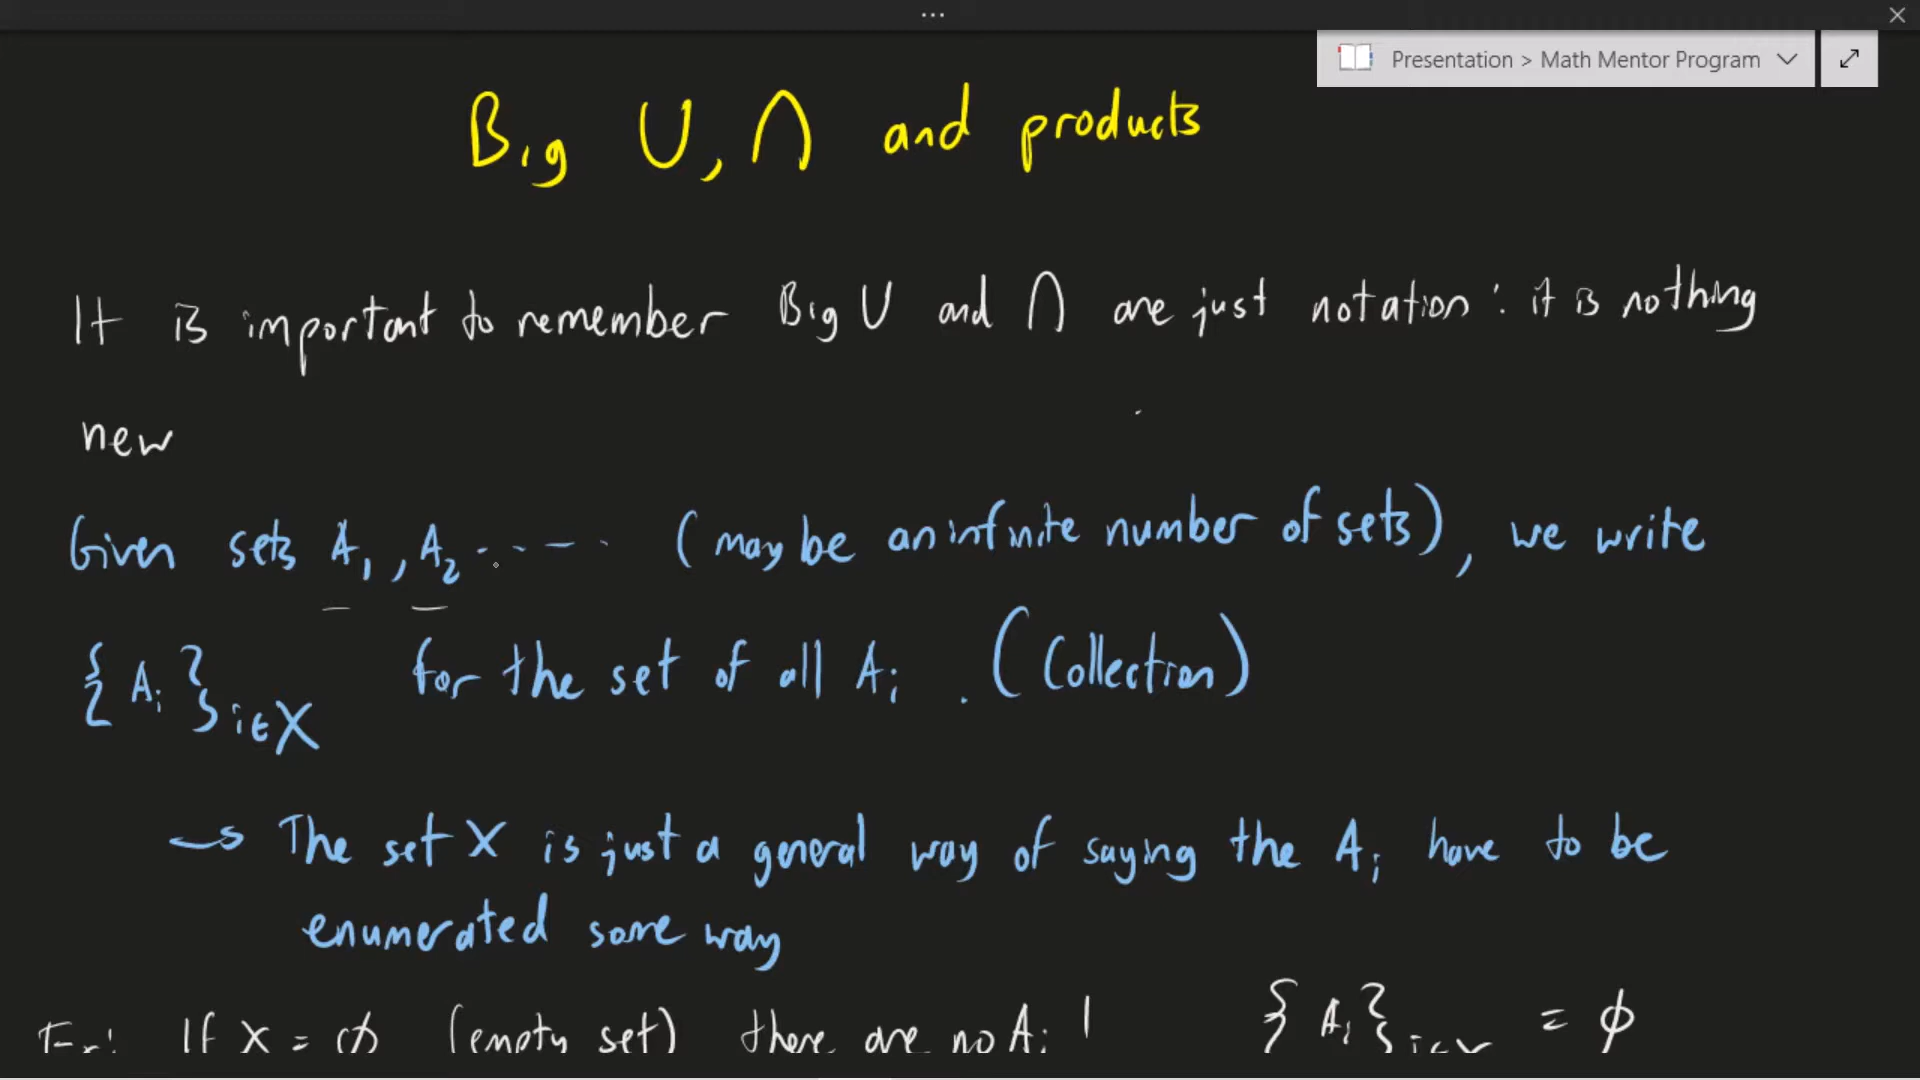 ...
Presentation > Math Mentor Program
Big ∪, ∩ and products
It is important to remember Big ∪ and ∩ are just notation : it is nothing
new
Given sets A₁, A₂ ..... (may be an infinite number of sets), we write
{Aᵢ}ᵢ∈X for the set of all Aᵢ. (Collection)
→ The set X is just a general way of saying the Aᵢ have to be
enumerated some way
Ex: If X = ∅ (empty set) there are no Aᵢ! {Aᵢ}ᵢ∈X = ∅